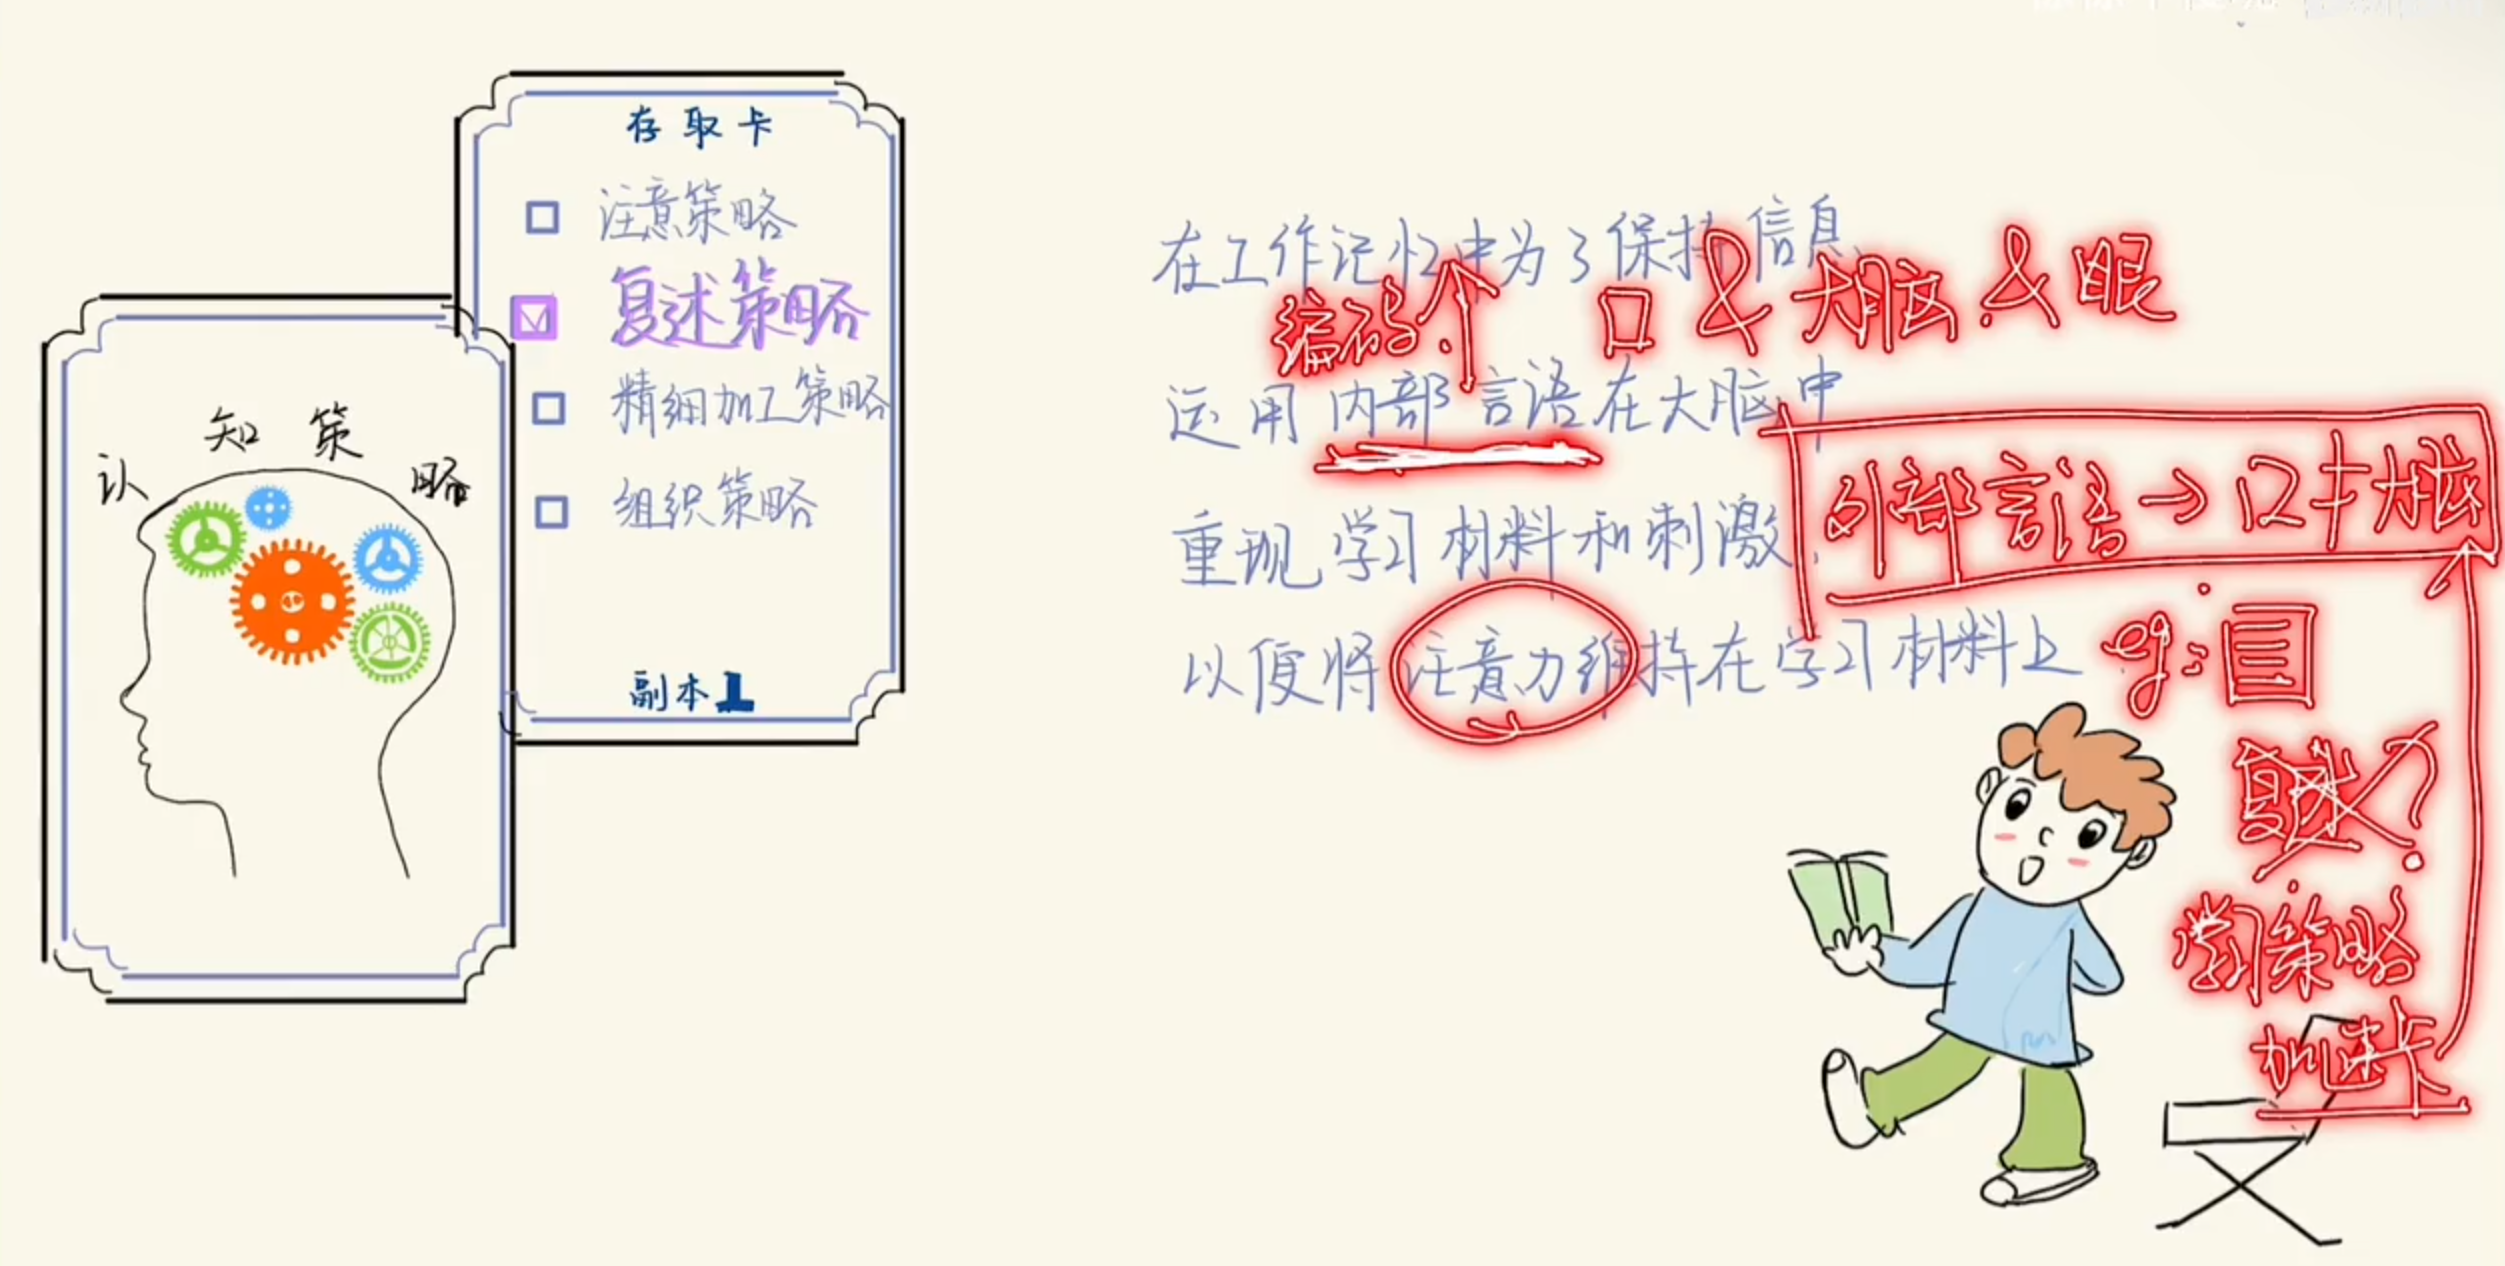 存取卡
注意策略
复述策略
精细加工策略
组织策略
副本1
认知策略
在工作记忆中为了保持信息
编码个 口 & 大脑 & 眼
运用内部言语在大脑中
外部言语→口+大脑
重现学习材料和刺激.
以便将注意力维持在学习材料上
eg:
复述?
学习策略
加速卡